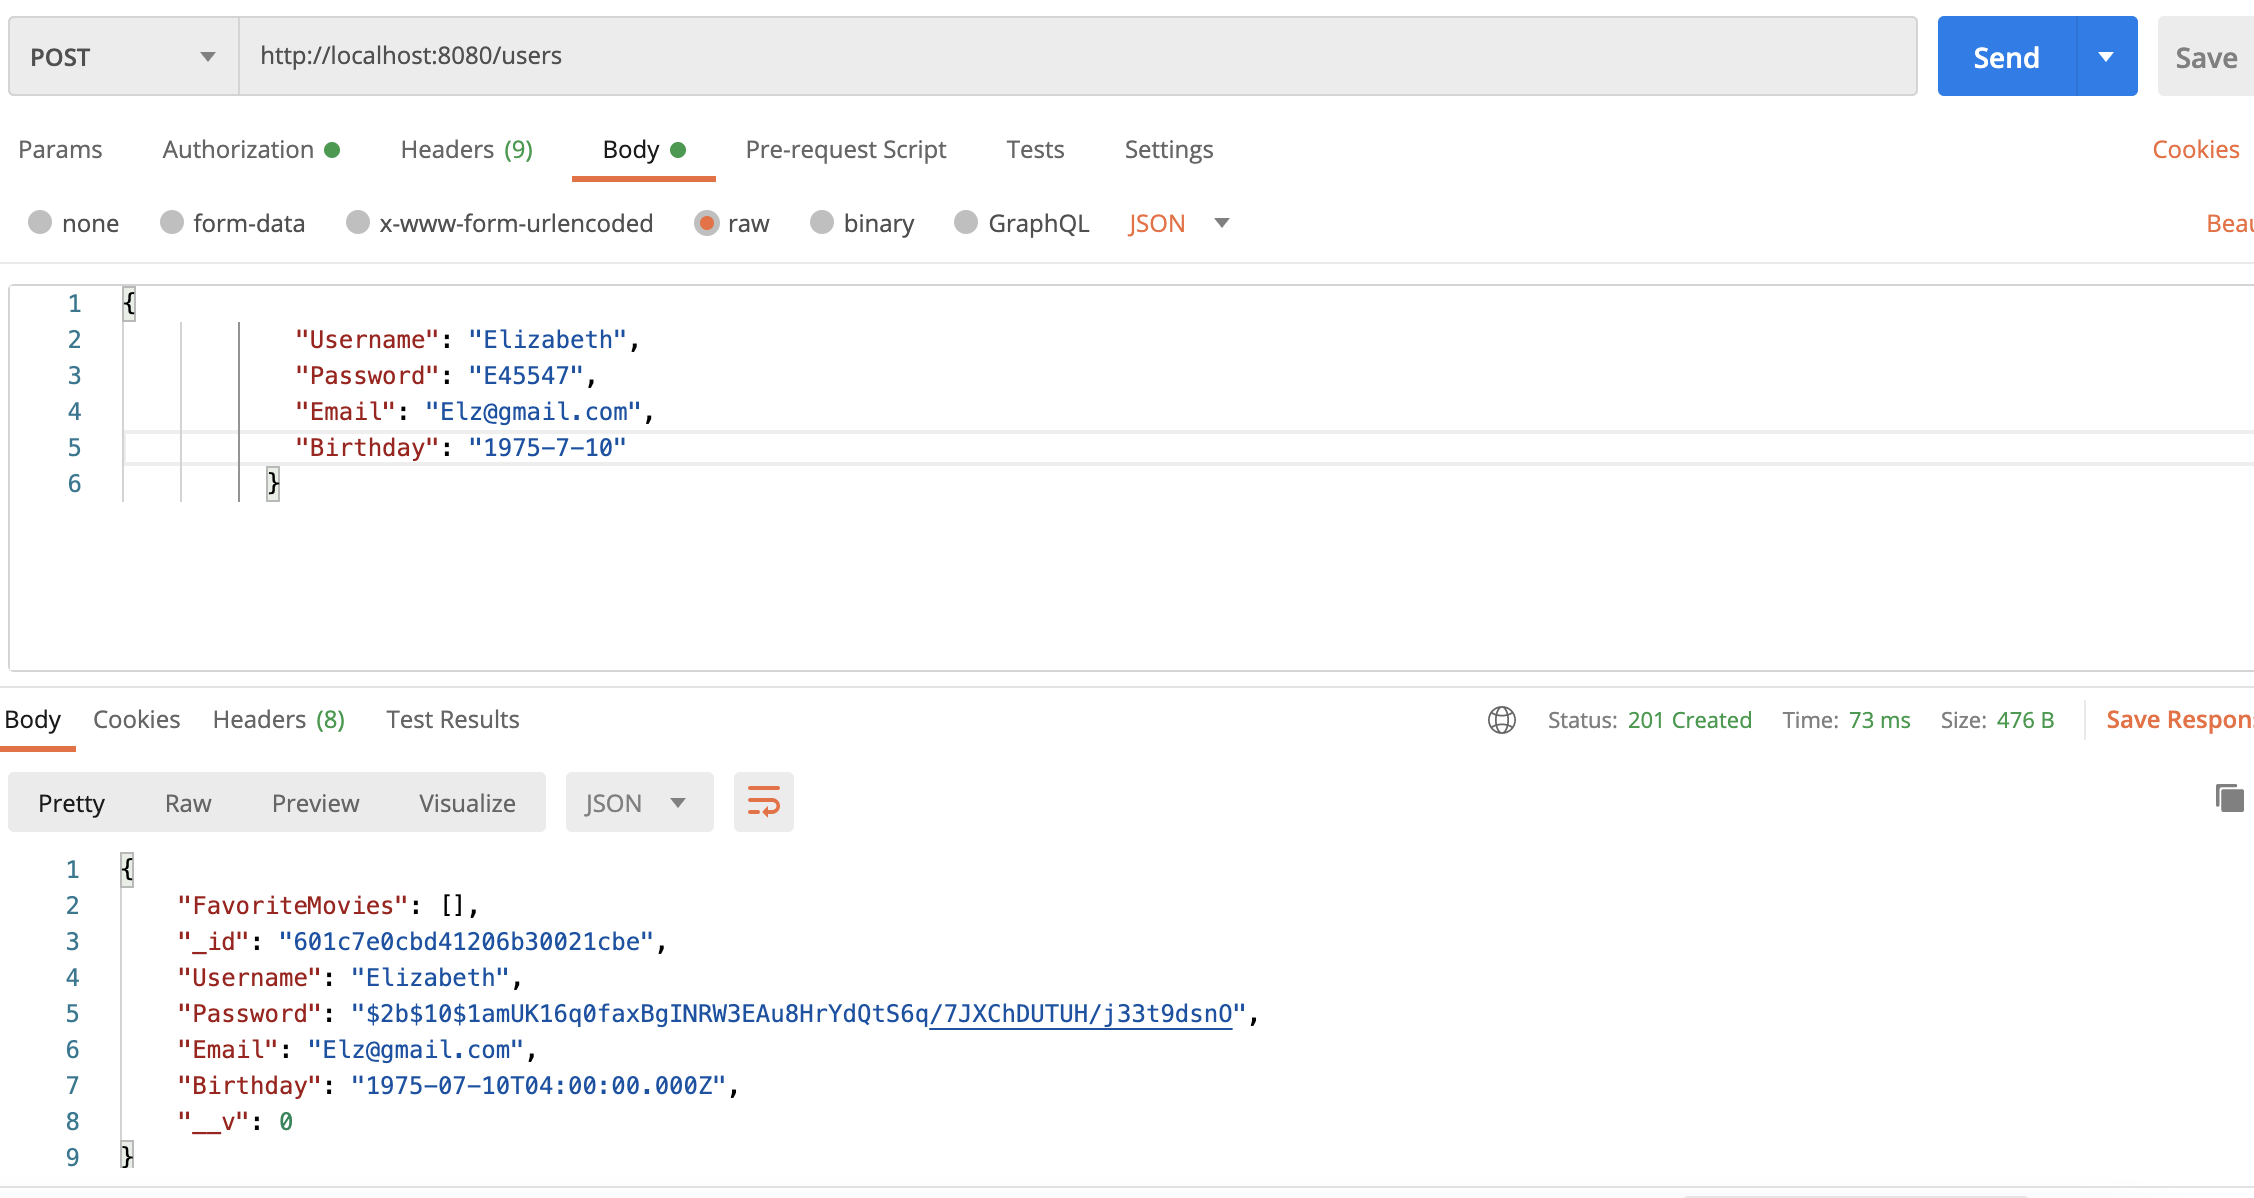 POST http://localhost:8080/users Send Save
Params Authorization Headers (9) Body Pre-request Script Tests Settings Cookies
none form-data x-www-form-urlencoded raw binary GraphQL JSON Beau
1 {
2 "Username": "Elizabeth",
3 "Password": "E45547",
4 "Email": "Elz@gmail.com",
5 "Birthday": "1975-7-10"
6 }
Body Cookies Headers (8) Test Results Status: 201 Created Time: 73 ms Size: 476 B Save Respons
Pretty Raw Preview Visualize JSON
1 {
2 "FavoriteMovies": [],
3 "_id": "601c7e0cbd41206b30021cbe",
4 "Username": "Elizabeth",
5 "Password": "$2b$10$1amUK16q0faxBgINRW3EAu8HrYdQtS6q/7JXChDUTUH/j33t9dsnO",
6 "Email": "Elz@gmail.com",
7 "Birthday": "1975-07-10T04:00:00.000Z",
8 "__v": 0
9 }